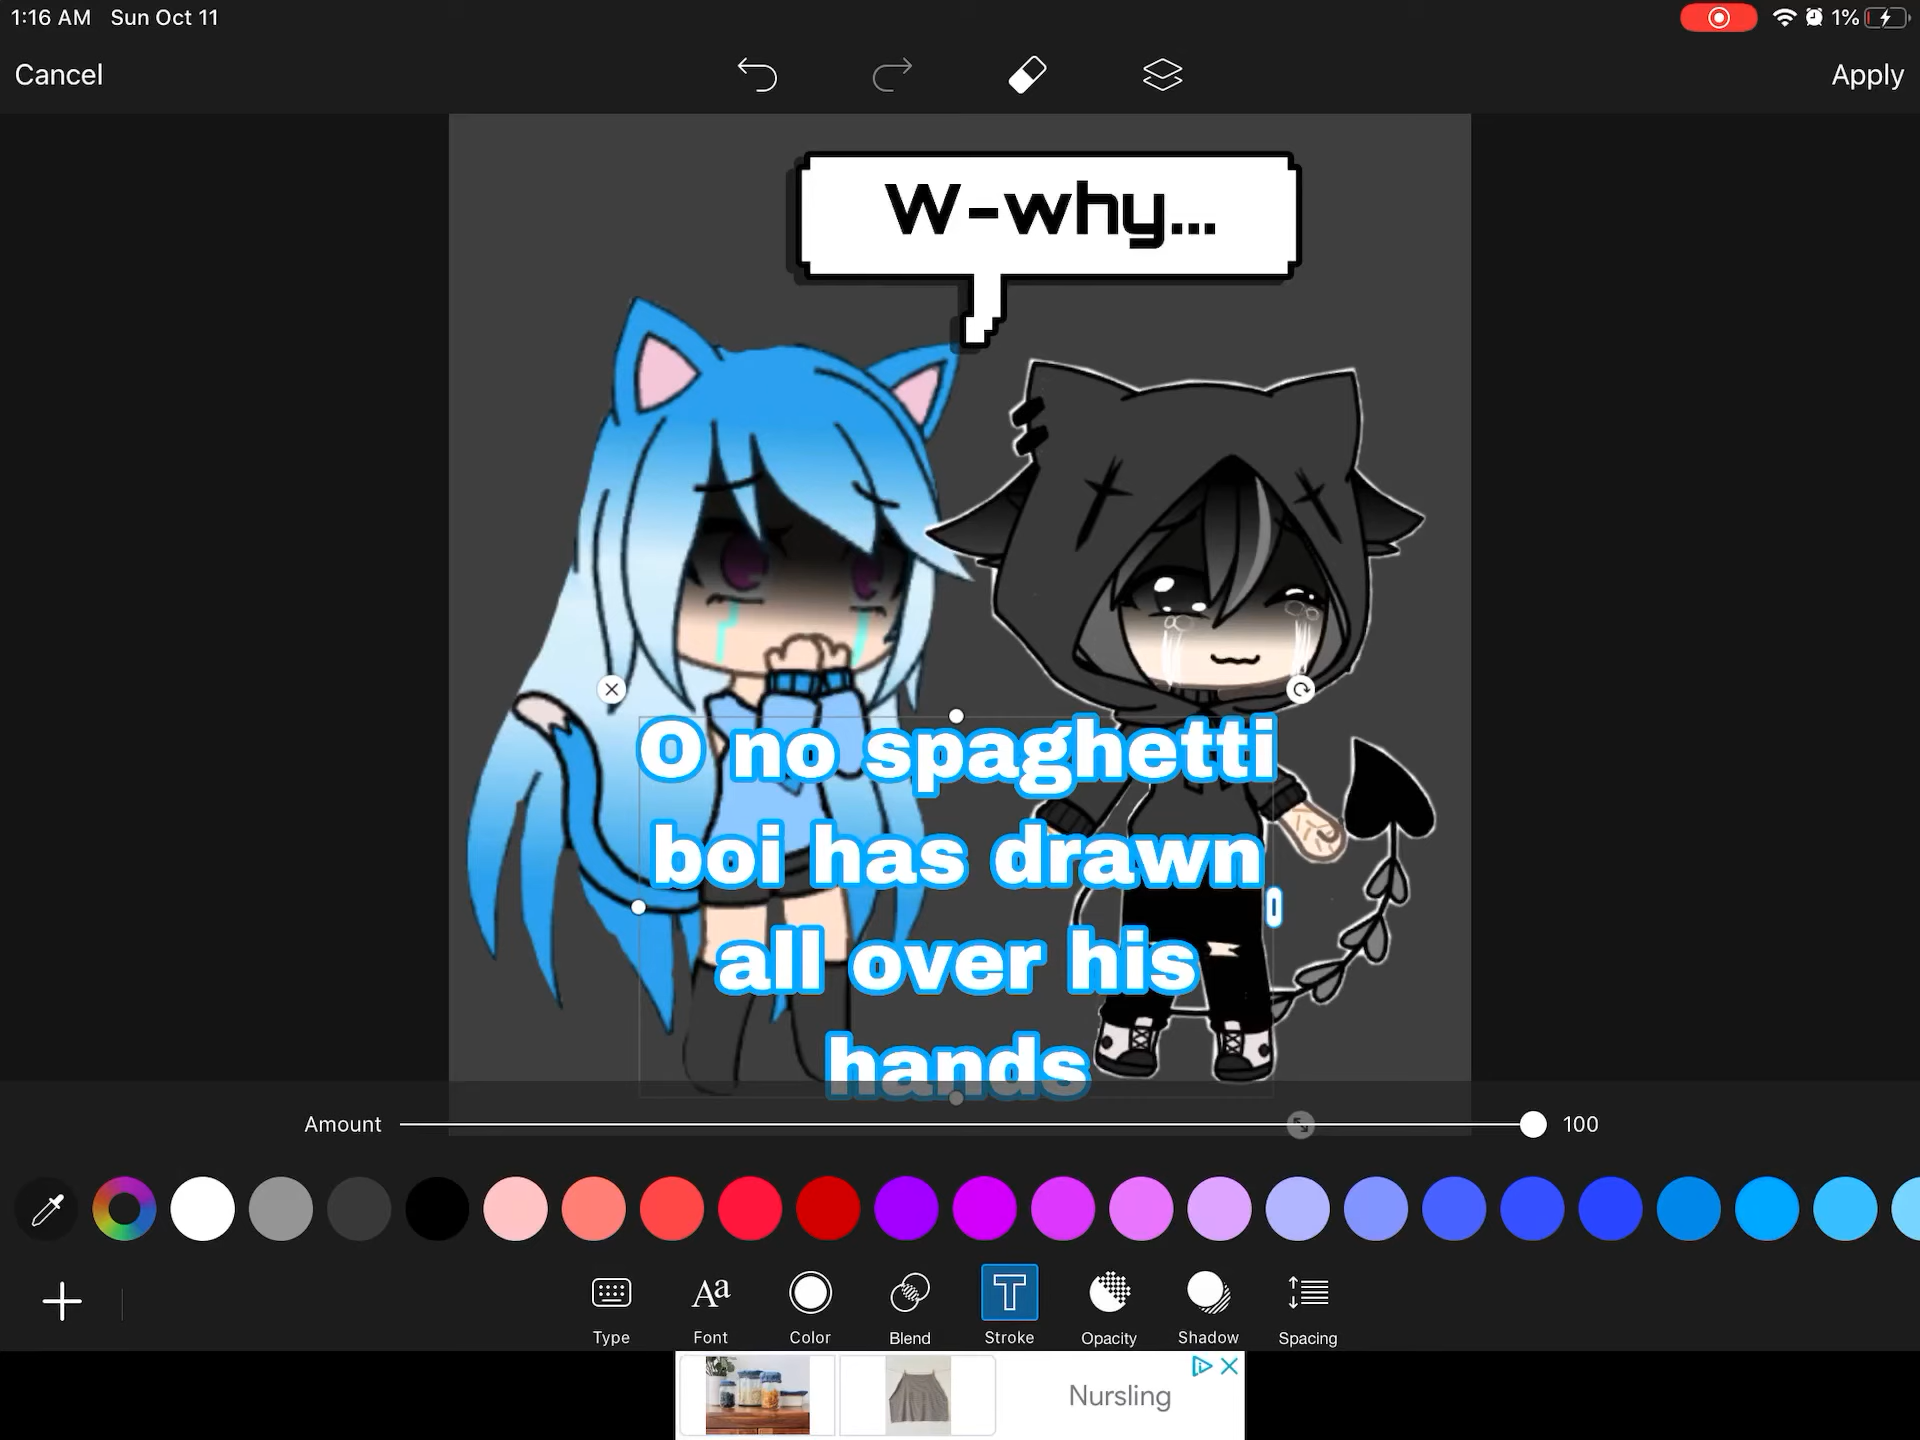 1:16 AM Sun Oct 11
1%
Cancel
Apply
W-why...
O no spaghetti
boi has drawn
all over his
hands
Amount 100
Type Font Color Blend Stroke Opacity Shadow Spacing
Nursling